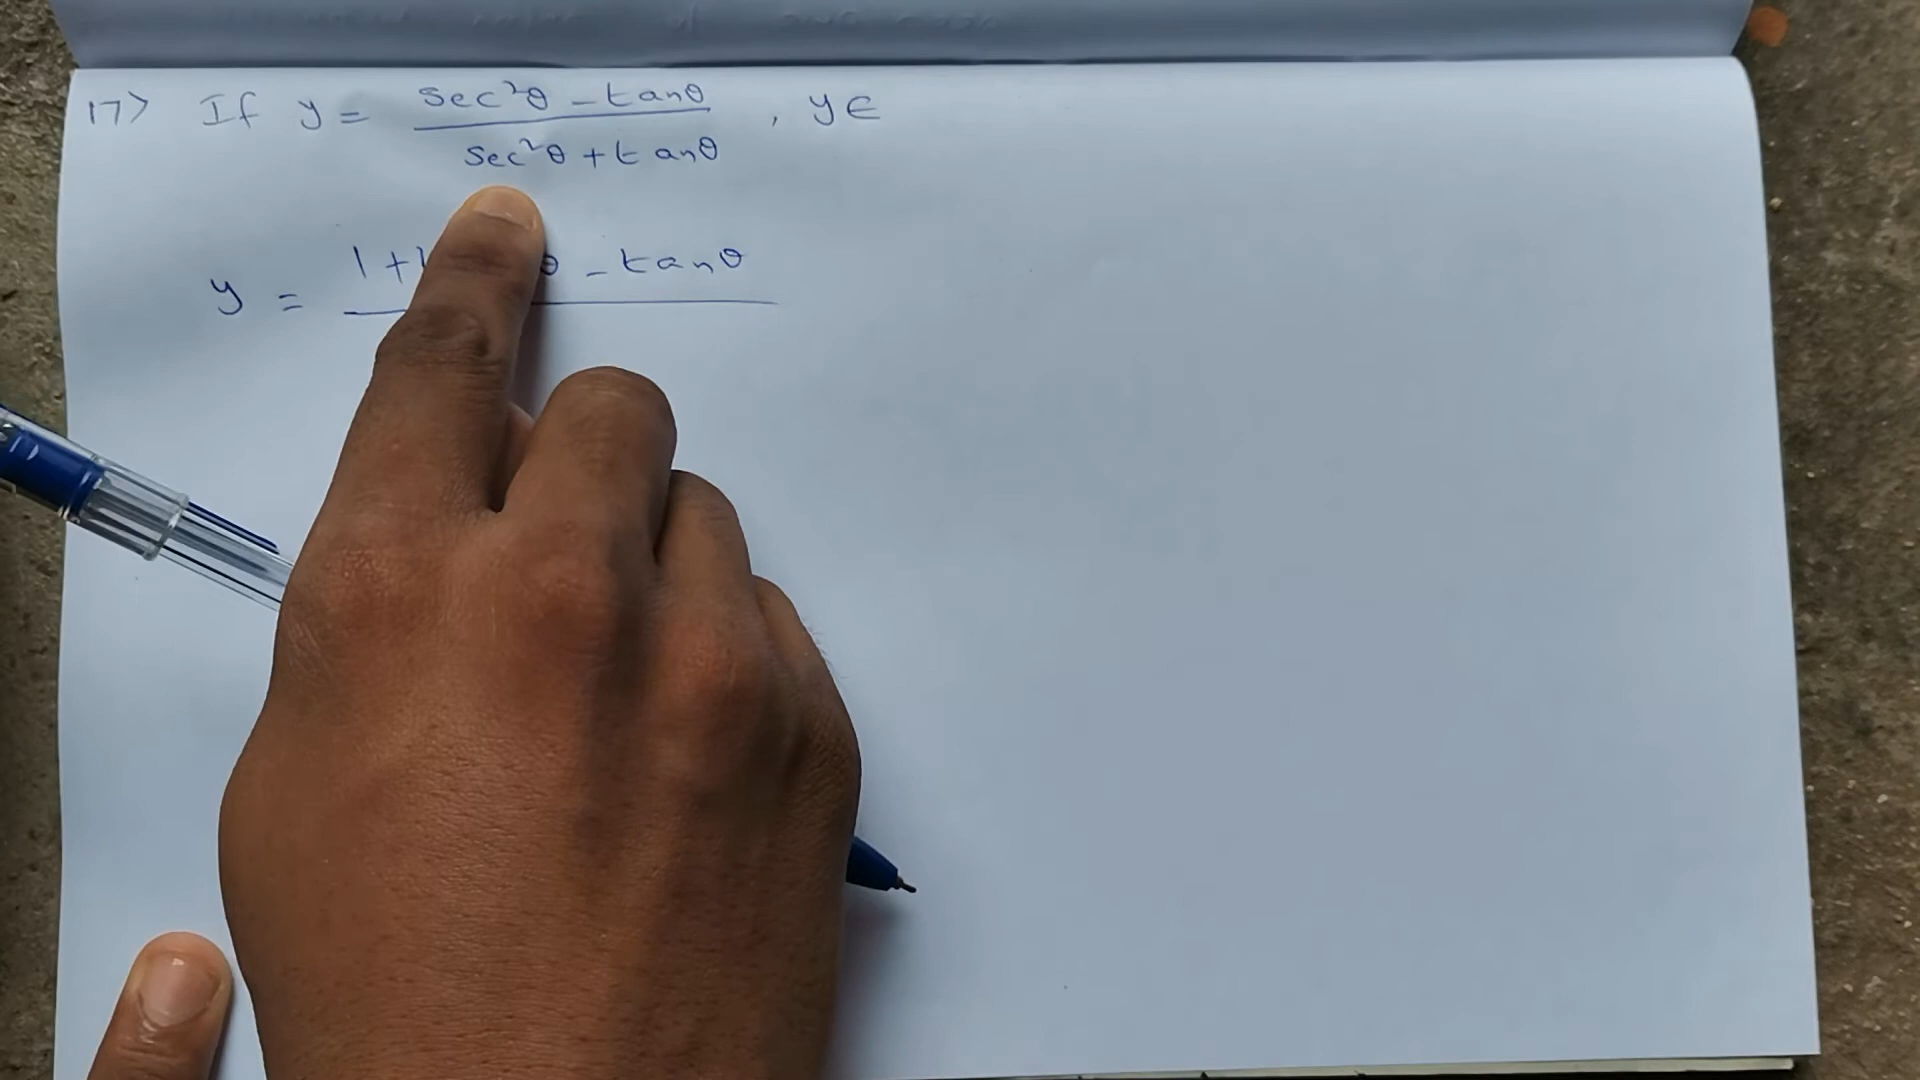 17> If y = sec²θ - tanθ , y ∈
sec²θ + tanθ
y = 1 + - tanθ